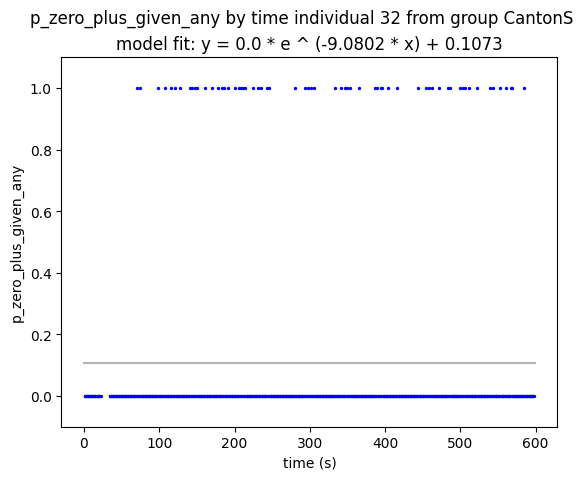 p_zero_plus_given_any by time individual 32 from group CantonS
model fit: y = 0.0 * e ^ (-9.0802 * x) + 0.1073
1.0
0.8
0.6
0.4
0.2
0.0
p_zero_plus_given_any
0 100 200 300 400 500 600
time (s)